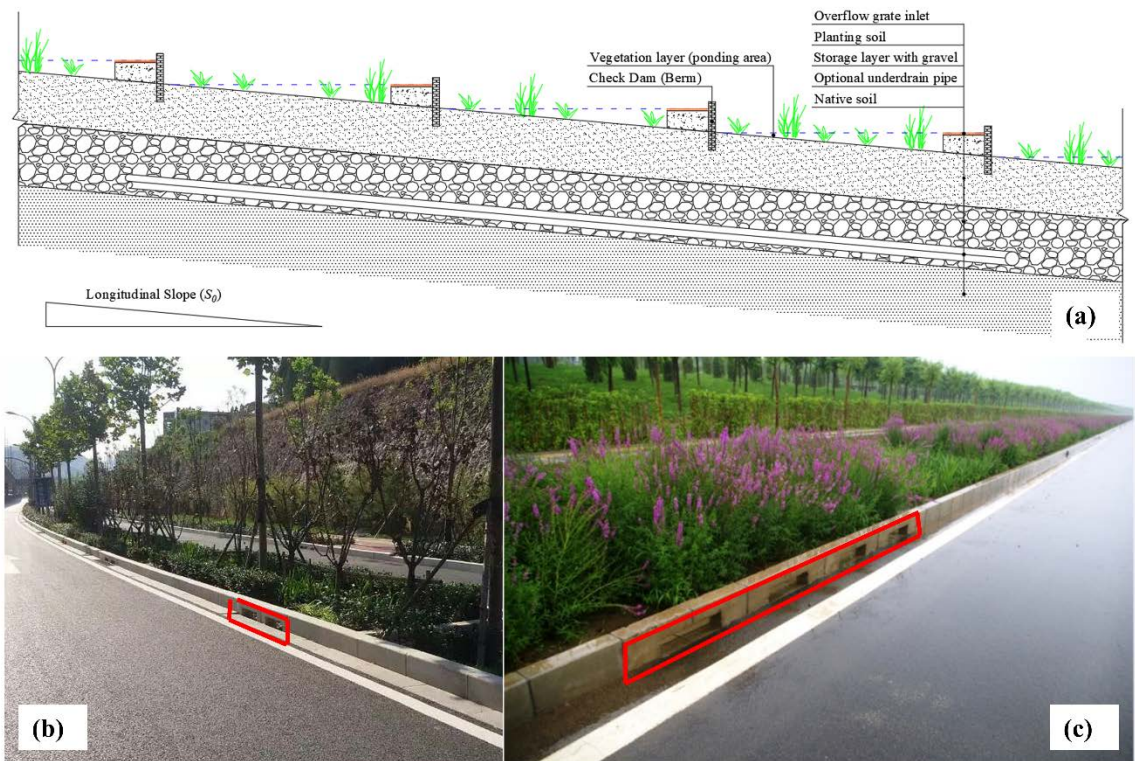 Overflow grate inlet
Planting soil
Vegetation layer (ponding area)
Storage layer with gravel
Check Dam (Berm)
Optional underdrain pipe
Native soil
Longitudinal Slope (S0)
(a)
(b)
(c)